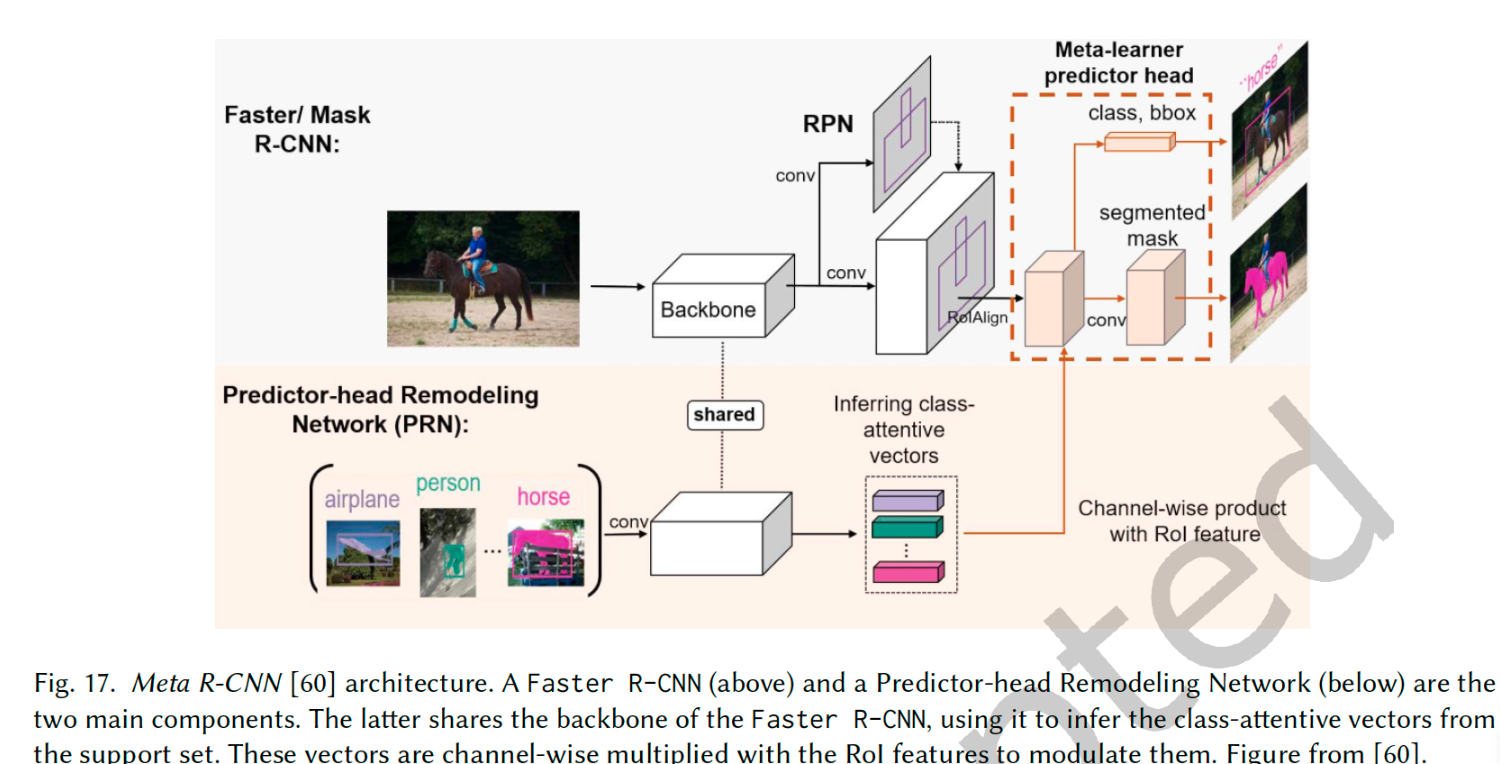 Faster/ Mask
R-CNN:
RPN
conv
conv
Backbone
RoIAlign
Meta-learner
predictor head
class, bbox
segmented
mask
conv
"horse"
shared
Predictor-head Remodeling
Network (PRN):
airplane
person
...
horse
conv
Inferring class-
attentive
vectors
Channel-wise product
with RoI feature
Fig. 17. Meta R-CNN [60] architecture. A Faster R-CNN (above) and a Predictor-head Remodeling Network (below) are the
two main components. The latter shares the backbone of the Faster R-CNN, using it to infer the class-attentive vectors from
the support set. These vectors are channel-wise multiplied with the RoI features to modulate them. Figure from [60].
nted